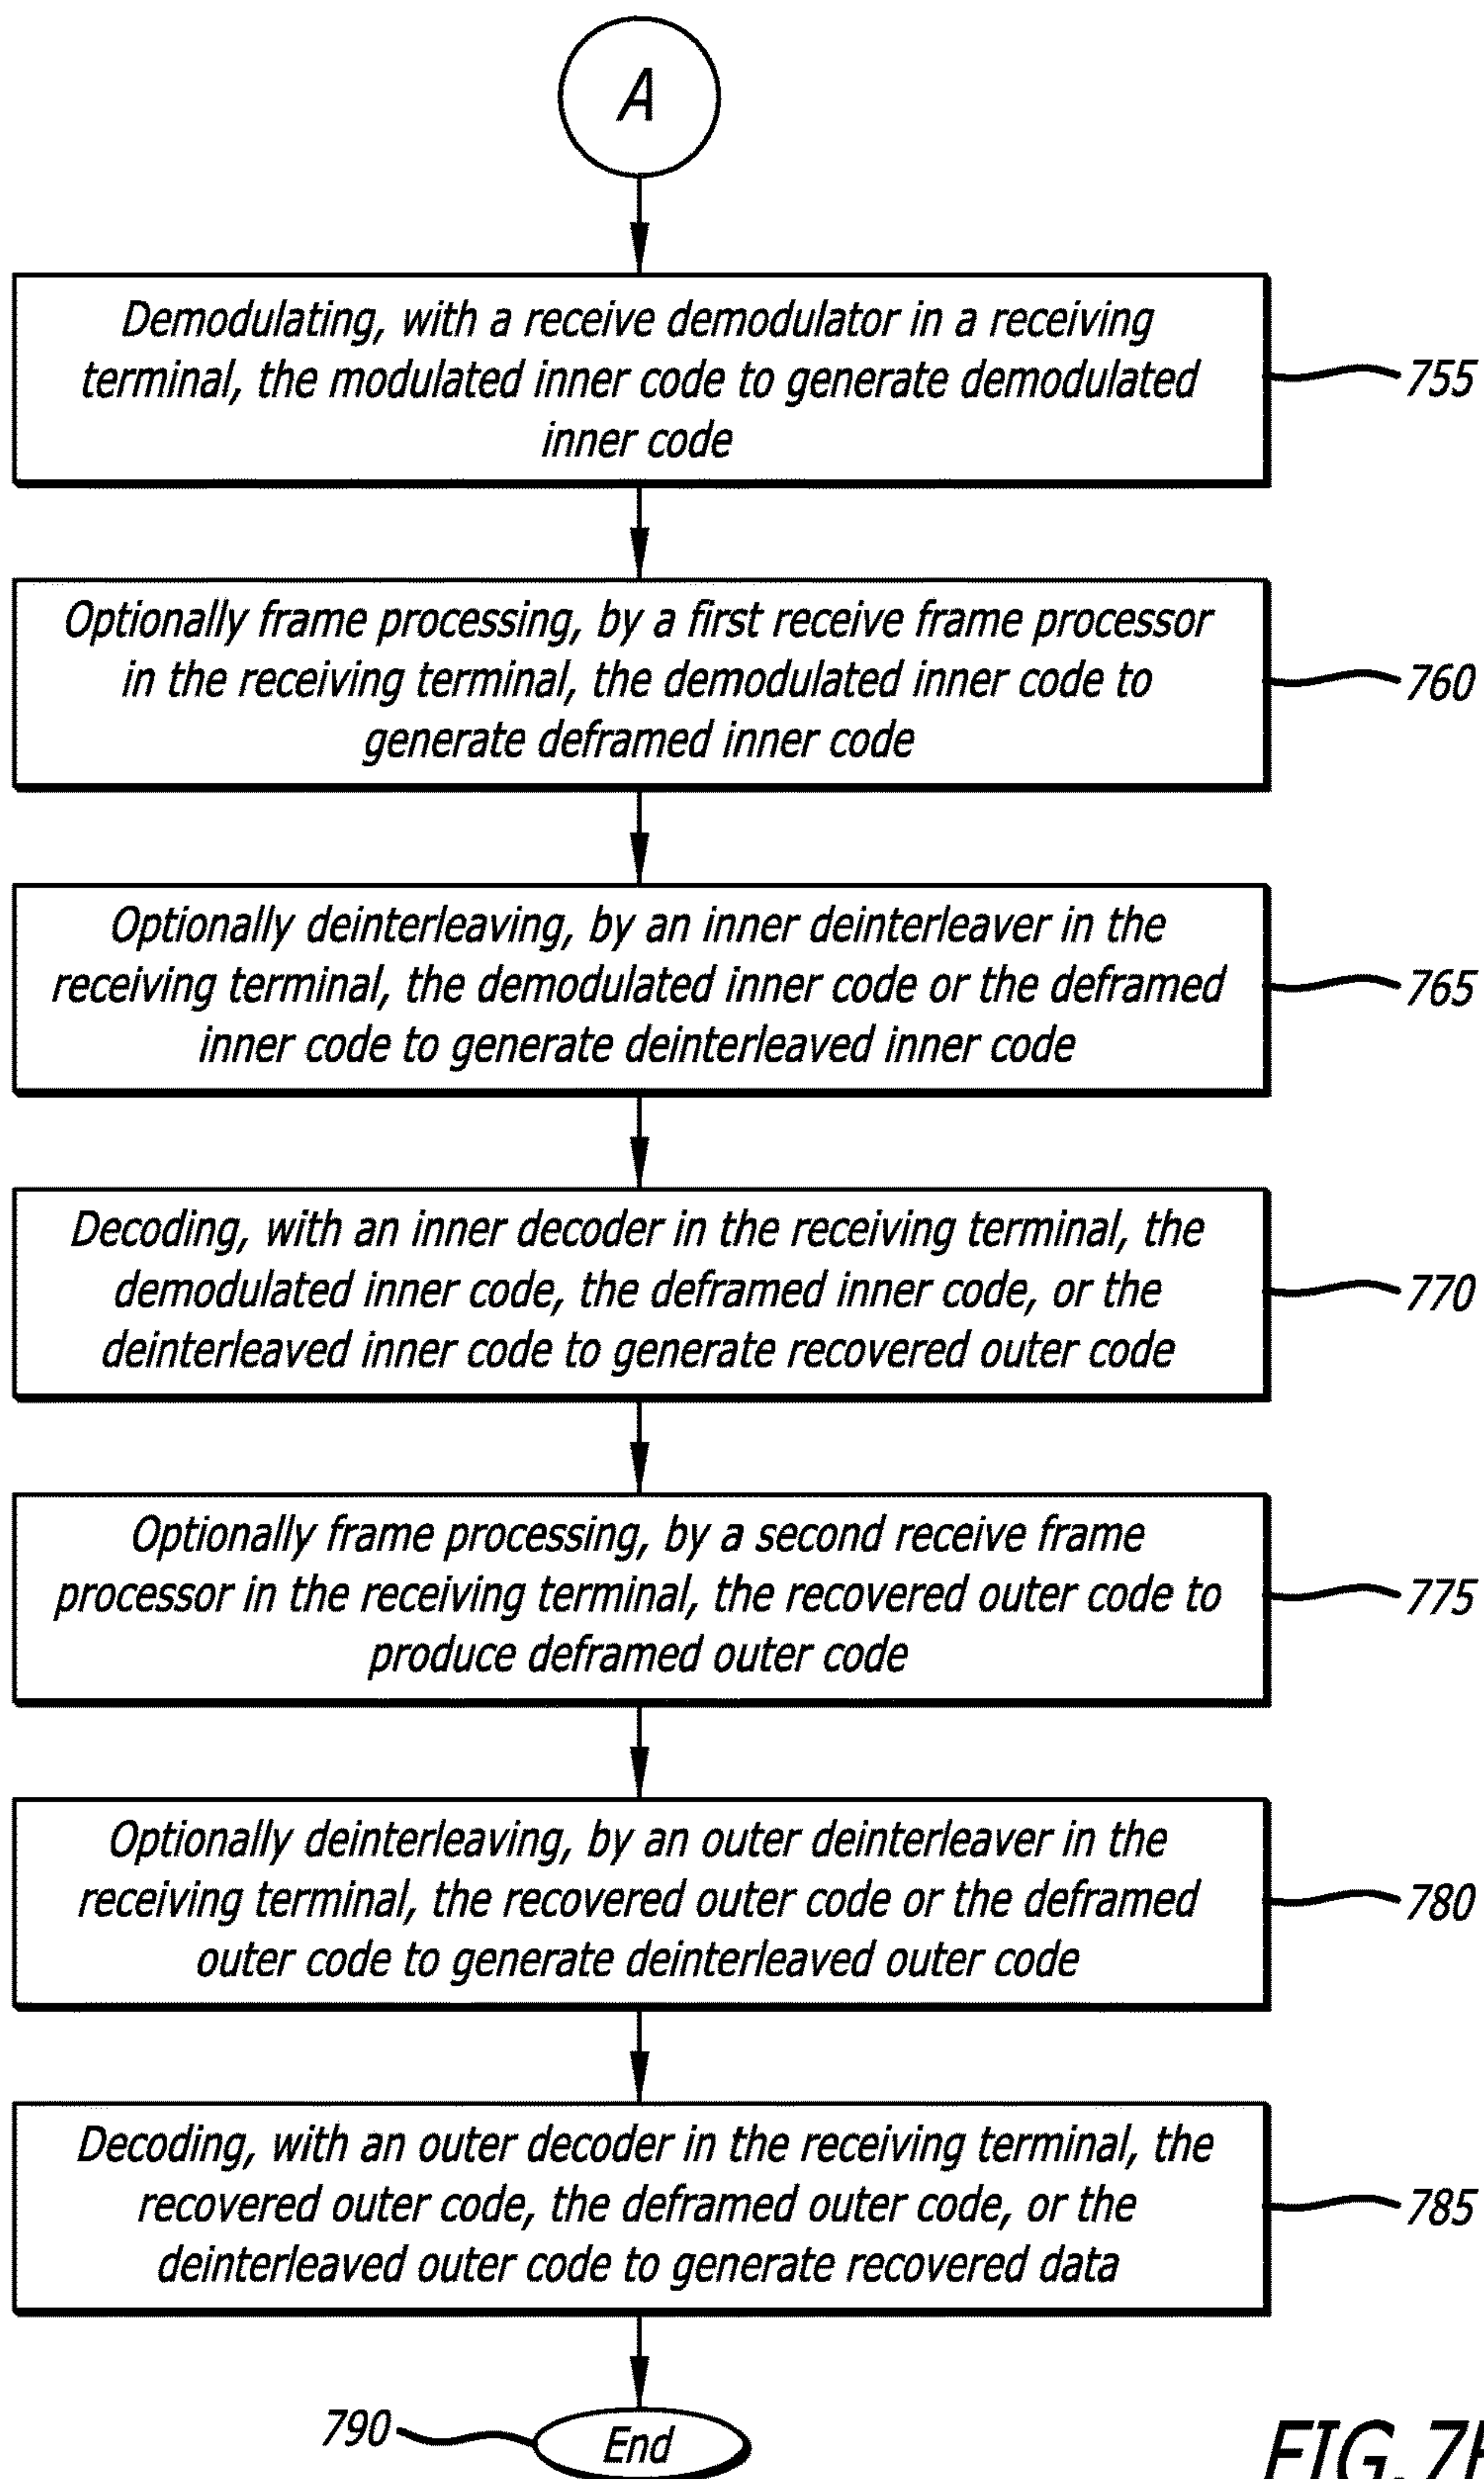 A
Demodulating, with a receive demodulator in a receiving
terminal, the modulated inner code to generate demodulated
inner code
755
Optionally frame processing, by a first receive frame processor
in the receiving terminal, the demodulated inner code to
generate deframed inner code
760
Optionally deinterleaving, by an inner deinterleaver in the
receiving terminal, the demodulated inner code or the deframed
inner code to generate deinterleaved inner code
765
Decoding, with an inner decoder in the receiving terminal, the
demodulated inner code, the deframed inner code, or the
deinterleaved inner code to generate recovered outer code
770
Optionally frame processing, by a second receive frame
processor in the receiving terminal, the recovered outer code to
produce deframed outer code
775
Optionally deinterleaving, by an outer deinterleaver in the
receiving terminal, the recovered outer code or the deframed
outer code to generate deinterleaved outer code
780
Decoding, with an outer decoder in the receiving terminal, the
recovered outer code, the deframed outer code, or the
deinterleaved outer code to generate recovered data
785
790
End
FIG.